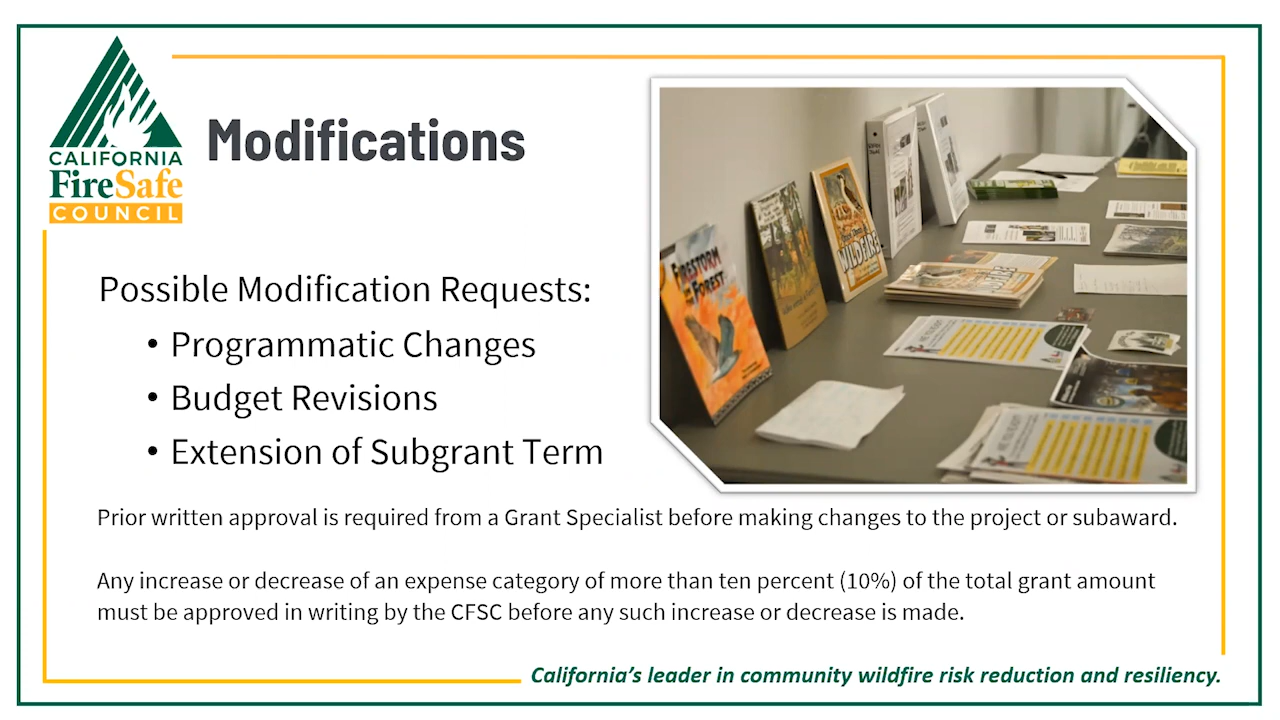 CALIFORNIA
FireSafe
COUNCIL
Modifications
Possible Modification Requests:
• Programmatic Changes
• Budget Revisions
• Extension of Subgrant Term
FIRESTORM
FOREST
WILDFIRE
Prior written approval is required from a Grant Specialist before making changes to the project or subaward.
Any increase or decrease of an expense category of more than ten percent (10%) of the total grant amount
must be approved in writing by the CFSC before any such increase or decrease is made.
California's leader in community wildfire risk reduction and resiliency.